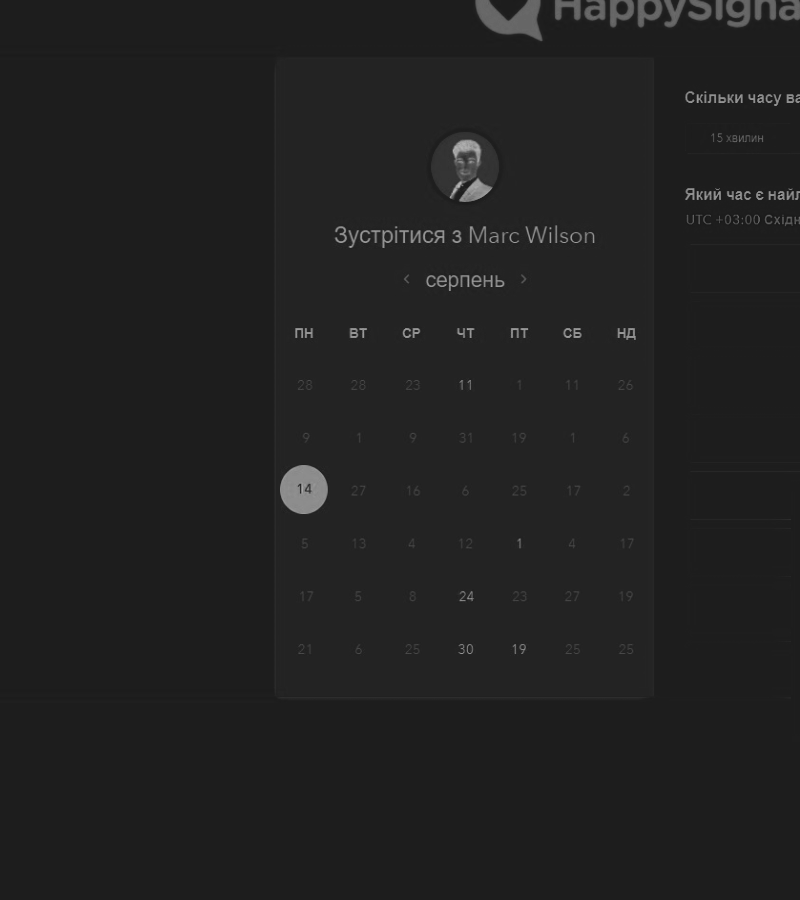 HappySigna
Зустрітися з Marc Wilson
серпень
ПН ВТ СР ЧТ ПТ СБ НД
28 28 23 11 1 11 26
9 1 9 31 19 1 6
14 27 16 6 25 17 2
5 13 4 12 1 4 17
17 5 8 24 23 27 19
21 6 25 30 19 25 25
Скільки часу ва
15 хвилин
Який час є найл
UTC +03:00 Східн